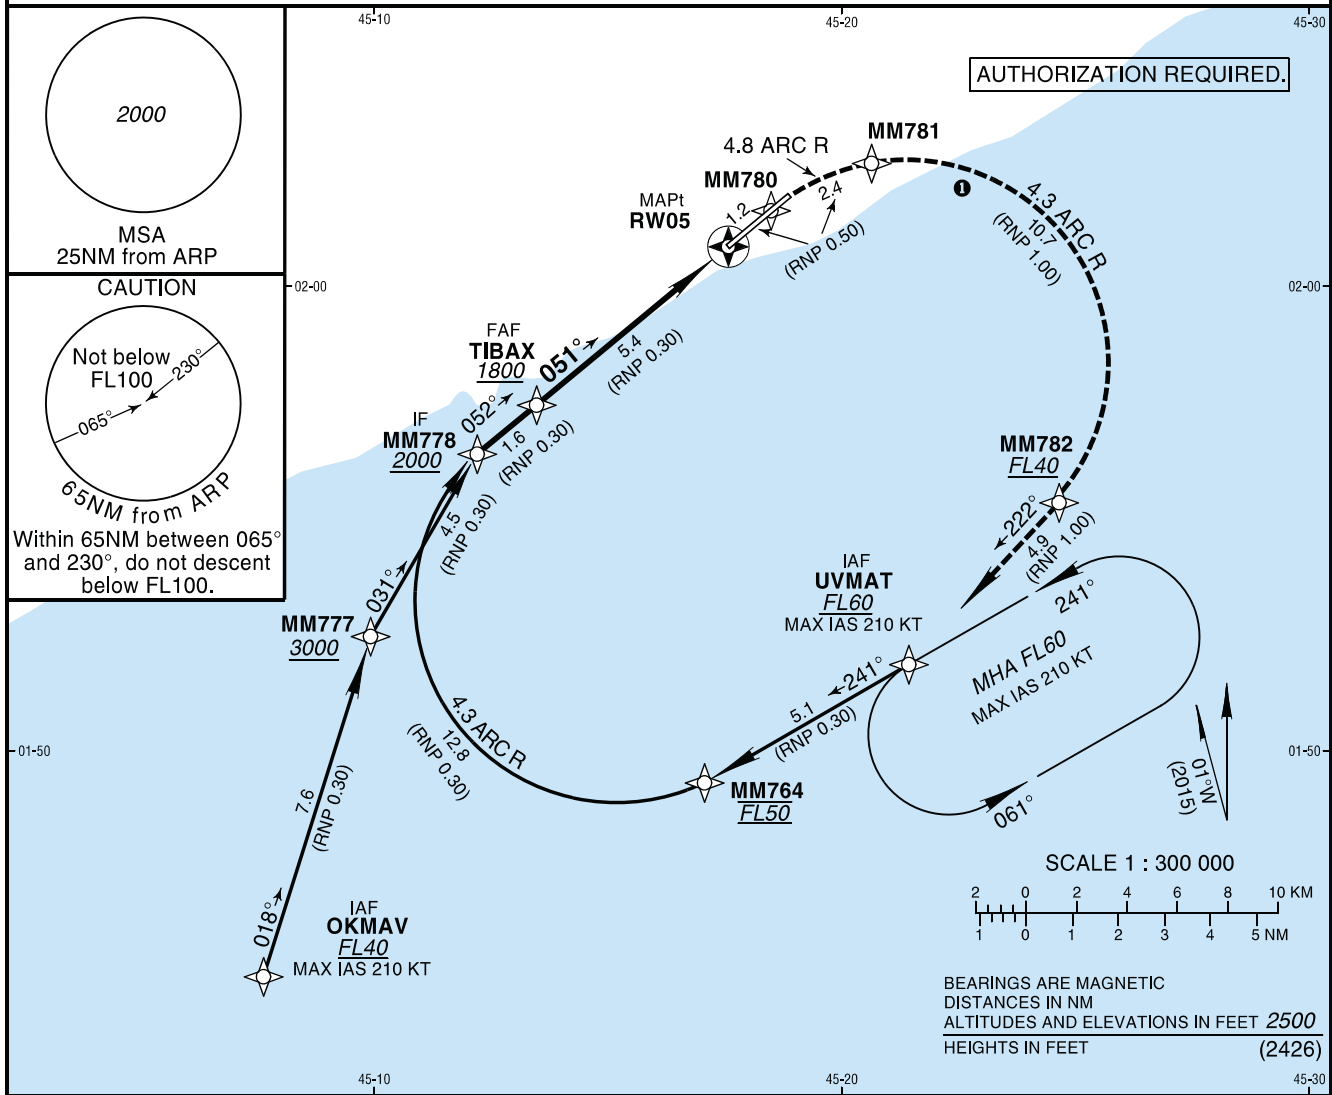 45-10
45-20
45-30
2000
MSA
25NM from ARP
CAUTION
Not below
FL100
230°
065°
65NM from ARP
Within 65NM between 065°
and 230°, do not descent
below FL100.
AUTHORIZATION REQUIRED.
MM781
4.8 ARC R
MM780
2.4
MAPt
RW05
1.2
(RNP 0.50)
❶
4.3 ARC R
10.7
(RNP 1.00)
02-00
02-00
FAF
TIBAX
1800
051°
5.4
(RNP 0.30)
IF
MM778
2000
052°
1.6
(RNP 0.30)
MM782
FL40
222°
4.9
(RNP 1.00)
4.5
(RNP 0.30)
031°
MM777
3000
IAF
UVMAT
FL60
MAX IAS 210 KT
241°
241°
MHA FL60
MAX IAS 210 KT
061°
5.1
(RNP 0.30)
4.3 ARC R
12.8
(RNP 0.30)
MM764
FL50
01-50
01-50
01°W
(2015)
7.6
(RNP 0.30)
018°
IAF
OKMAV
FL40
MAX IAS 210 KT
SCALE 1 : 300 000
2 0 2 4 6 8 10 KM
1 0 1 2 3 4 5 NM
BEARINGS ARE MAGNETIC
DISTANCES IN NM
ALTITUDES AND ELEVATIONS IN FEET 2500
HEIGHTS IN FEET (2426)
45-10
45-20
45-30